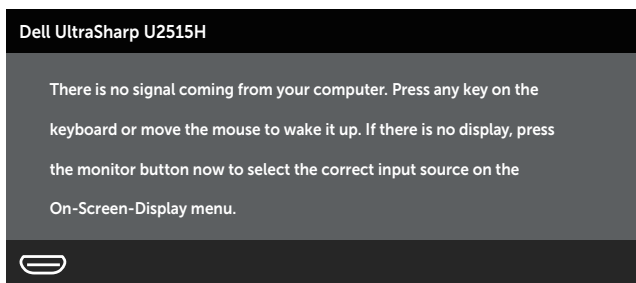 Dell UltraSharp U2515H
There is no signal coming from your computer. Press any key on the
keyboard or move the mouse to wake it up. If there is no display, press
the monitor button now to select the correct input source on the
On-Screen-Display menu.